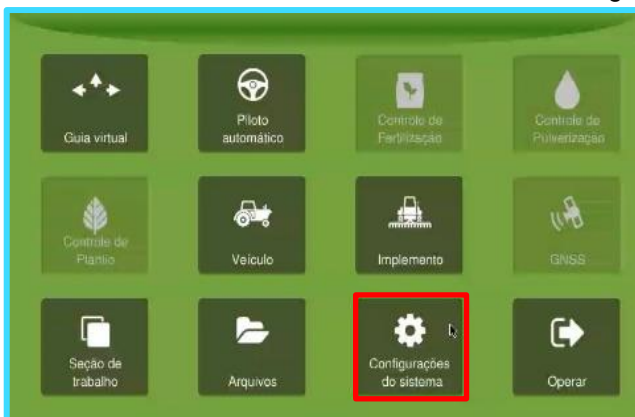 Guia virtual
Piloto
automático
Controle de
Fertilização
Controle de
Pulverização
Controle de
Plantio
Veículo
Implemento
GNSS
Seção de
trabalho
Arquivos
Configurações
do sistema
Operar